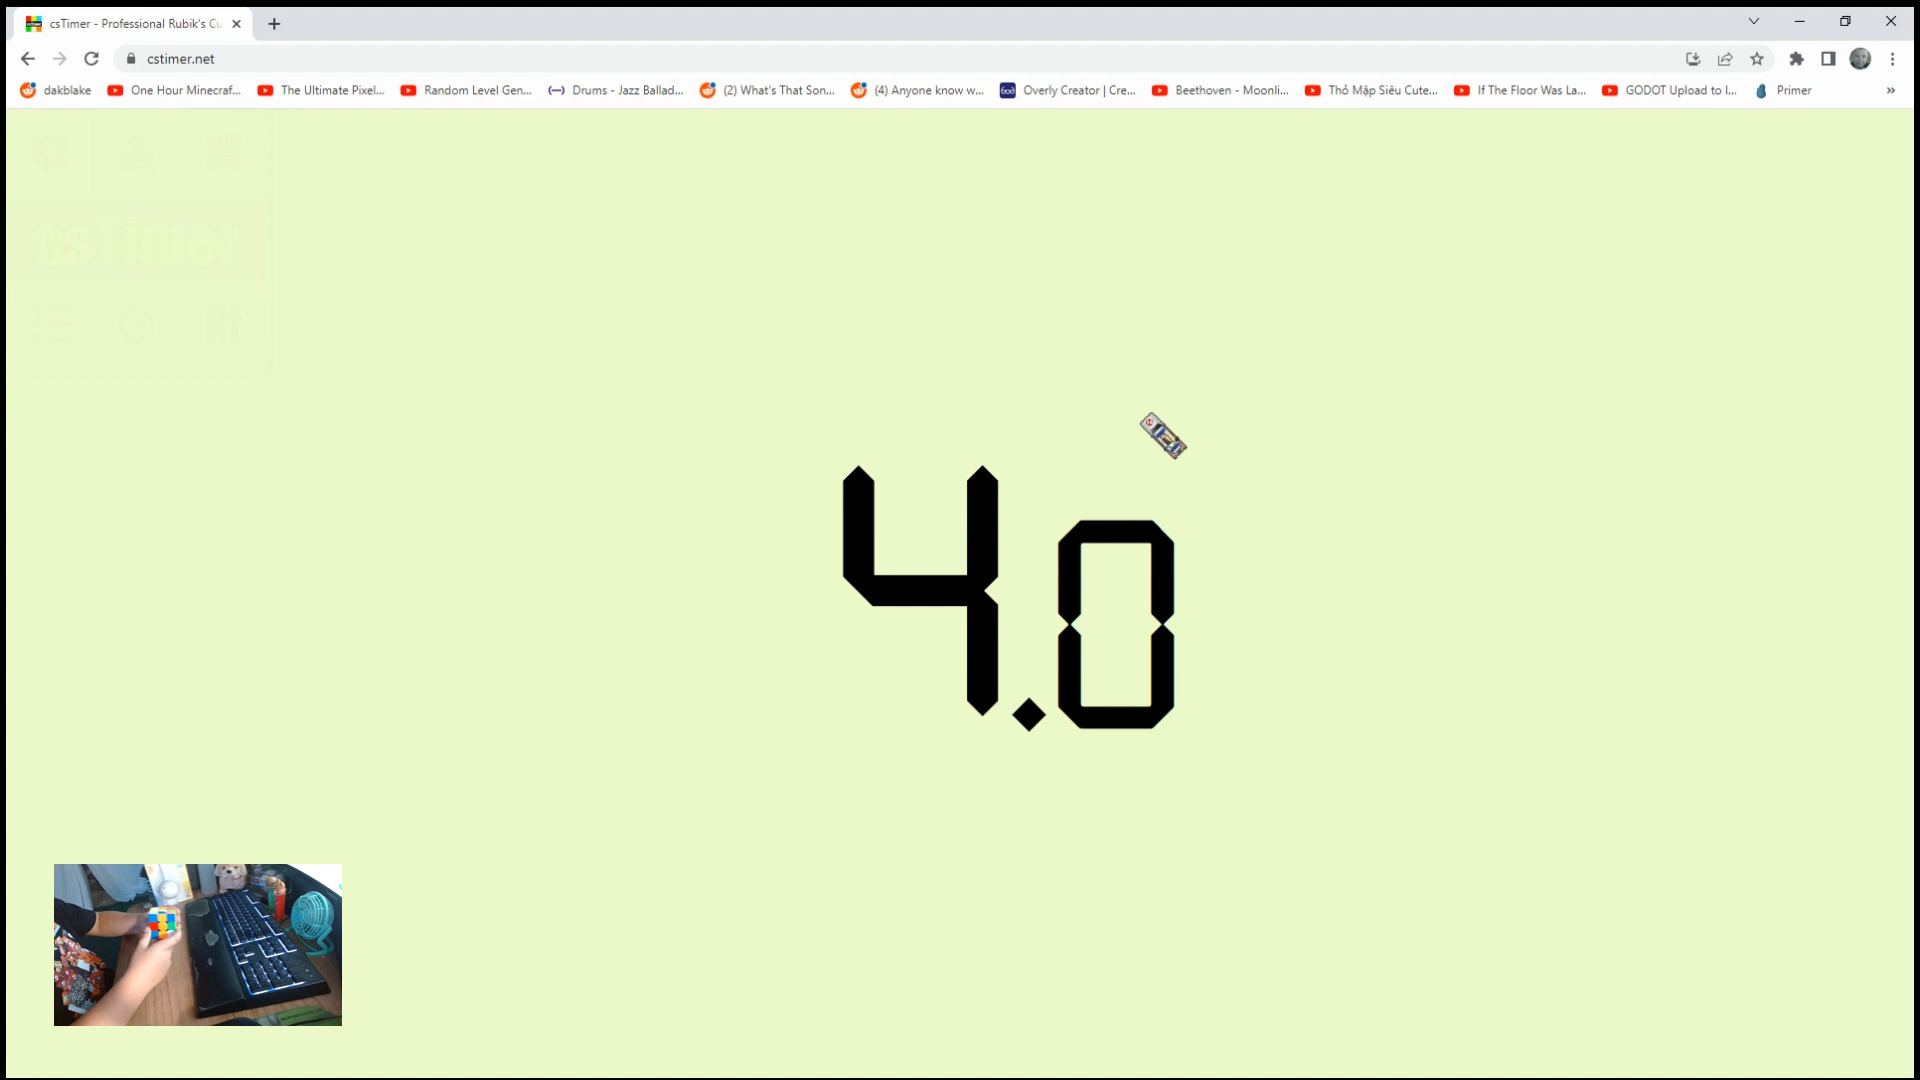 csTimer - Professional Rubik's Cu
cstimer.net
dakblake
One Hour Minecraf...
The Ultimate Pixel...
Random Level Gen...
Drums - Jazz Ballad...
(2) What's That Son...
(4) Anyone know w...
Overly Creator | Cre...
Beethoven - Moonli...
Thỏ Mập Siêu Cute...
If The Floor Was La...
GODOT Upload to I...
Primer
»
csTimer
4.0